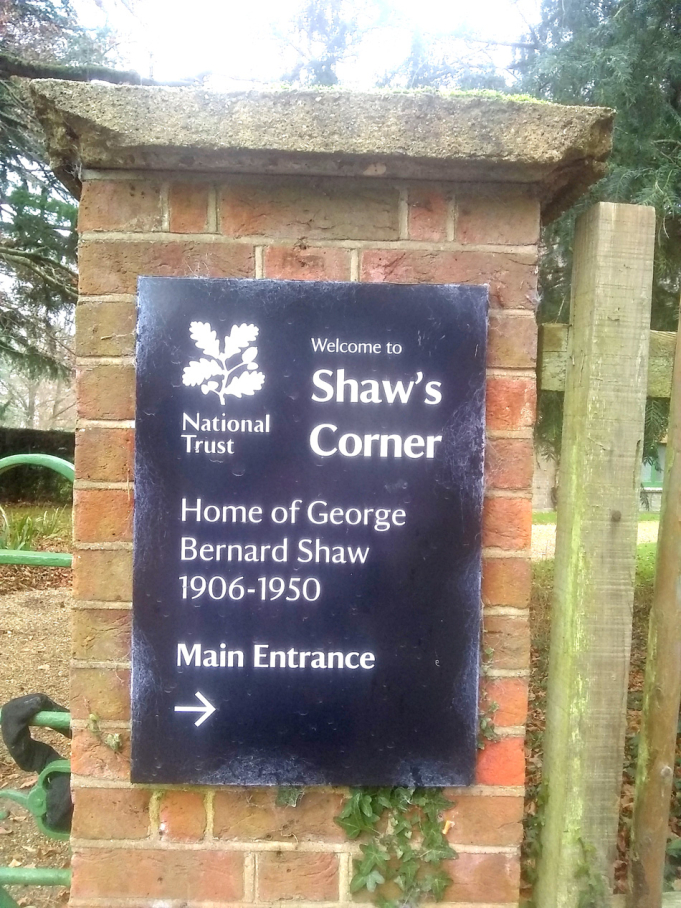 National
Trust
Welcome to
Shaw's
Corner
Home of George
Bernard Shaw
1906-1950
Main Entrance
→